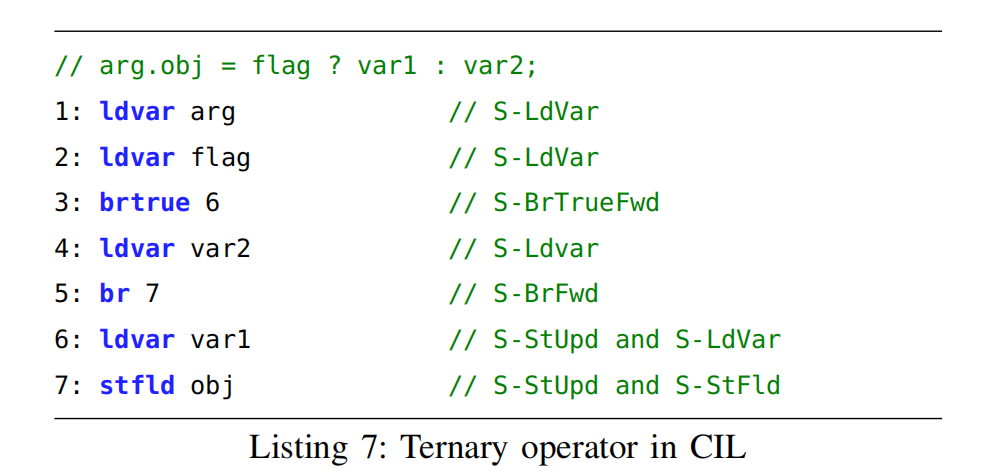 // arg.obj = flag ? var1 : var2;
1: ldvar arg // S-LdVar
2: ldvar flag // S-LdVar
3: brtrue 6 // S-BrTrueFwd
4: ldvar var2 // S-Ldvar
5: br 7 // S-BrFwd
6: ldvar var1 // S-StUpd and S-LdVar
7: stfld obj // S-StUpd and S-StFld
Listing 7: Ternary operator in CIL